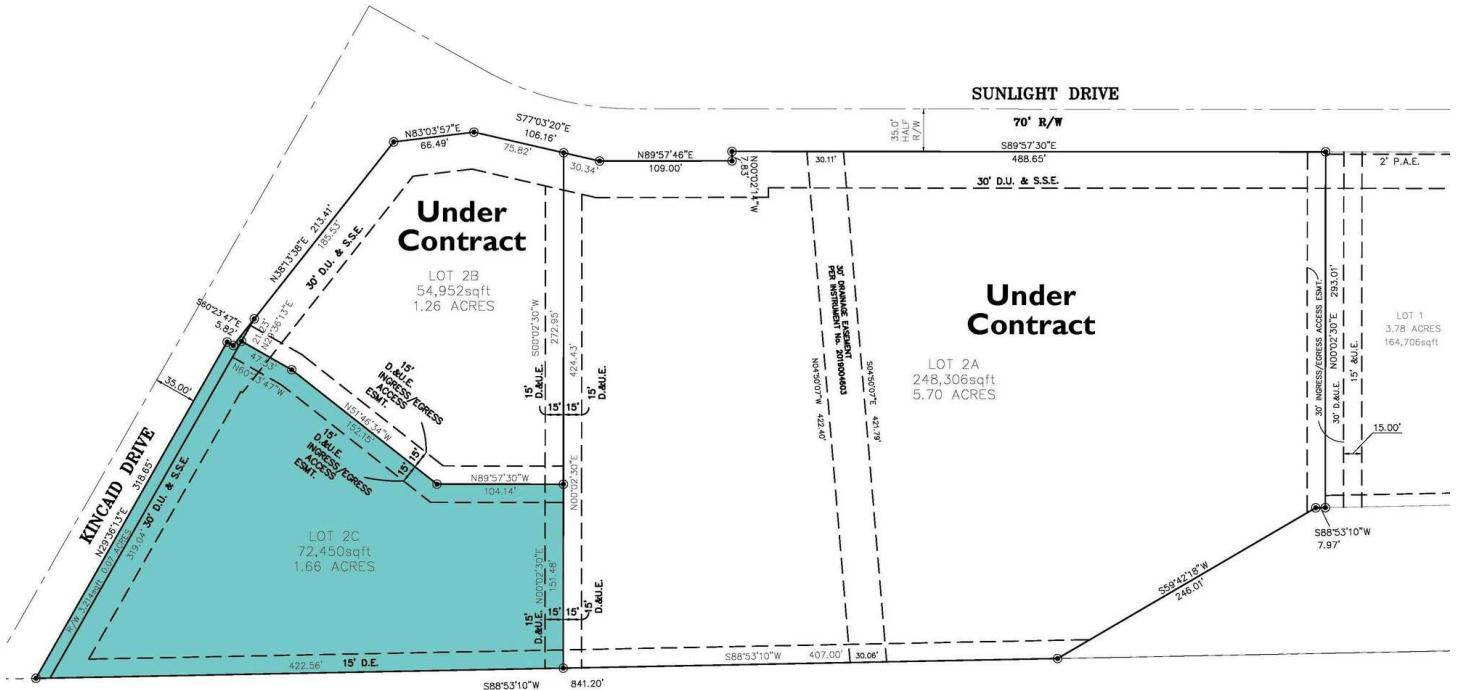 SUNLIGHT DRIVE
70' R/W
35.0'
HALF
R/W
S89°57'30"E
488.65'
2' P.A.E.
S77°03'20"E
106.16'
75.82'
30.34'
N83°03'57"E
66.49'
N89°57'46"E
109.00'
N00°02'14"W
7.83'
30.11'
30' D.U. & S.S.E.
N38°13'38"E 213.41'
185.53'
30' D.U. & S.S.E.
Under
Contract
LOT 2B
54,952sqft
1.26 ACRES
S00°02'30"W
272.95'
424.43'
N00°02'30"E
15'
D.&U.E.
15'
D.&U.E.
15' 15'
30' DRAINAGE EASEMENT
PER INSTRUMENT No. 2019004603
N04°50'07"W 422.40'
S04°50'07"E 421.79'
Under
Contract
LOT 2A
248,306sqft
5.70 ACRES
30' INGRESS/EGRESS ACCESS ESMT.
30' D.&U.E.
N00°02'30"E 293.01'
15' &U.E.
15.00'
LOT 1
3.78 ACRES
164,706sqft
S60°23'47"E
5.82'
21.23'
N29°36'13"E
47.33'
N60°23'47"W
N51°46'34"W
152.15'
15'
D.&U.E.
INGRESS/EGRESS
ACCESS
ESMT.
15'
D.&U.E.
INGRESS/EGRESS
ACCESS
ESMT.
15' 15'
N89°57'30"W
104.14'
35.00'
KINCAID DRIVE
N29°36'13"E 318.65'
R/W 3,214sqft 0.07 ACRES
319.04'
30' D.U. & S.S.E.
LOT 2C
72,450sqft
1.66 ACRES
N00°02'30"E
151.48'
15'
D.&U.E.
15' 15'
15'
D.&U.E.
S88°53'10"W
7.97'
S59°42'18"W
246.01'
422.56'
15' D.E.
S88°53'10"W 407.00'
30.06'
S88°53'10"W 841.20'